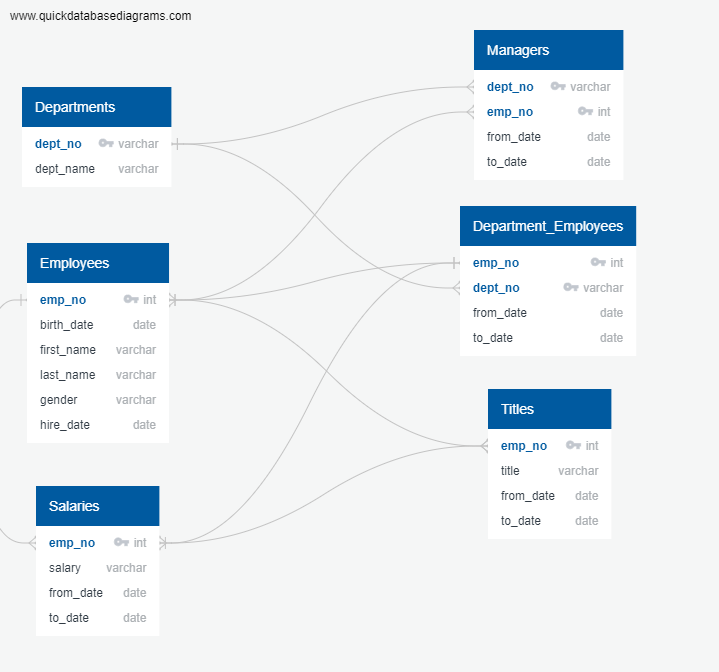 www.quickdatabasediagrams.com
Managers
dept_no varchar
emp_no int
from_date date
to_date date
Departments
dept_no varchar
dept_name varchar
Department_Employees
emp_no int
dept_no varchar
from_date date
to_date date
Employees
emp_no int
birth_date date
first_name varchar
last_name varchar
gender varchar
hire_date date
Titles
emp_no int
title varchar
from_date date
to_date date
Salaries
emp_no int
salary varchar
from_date date
to_date date